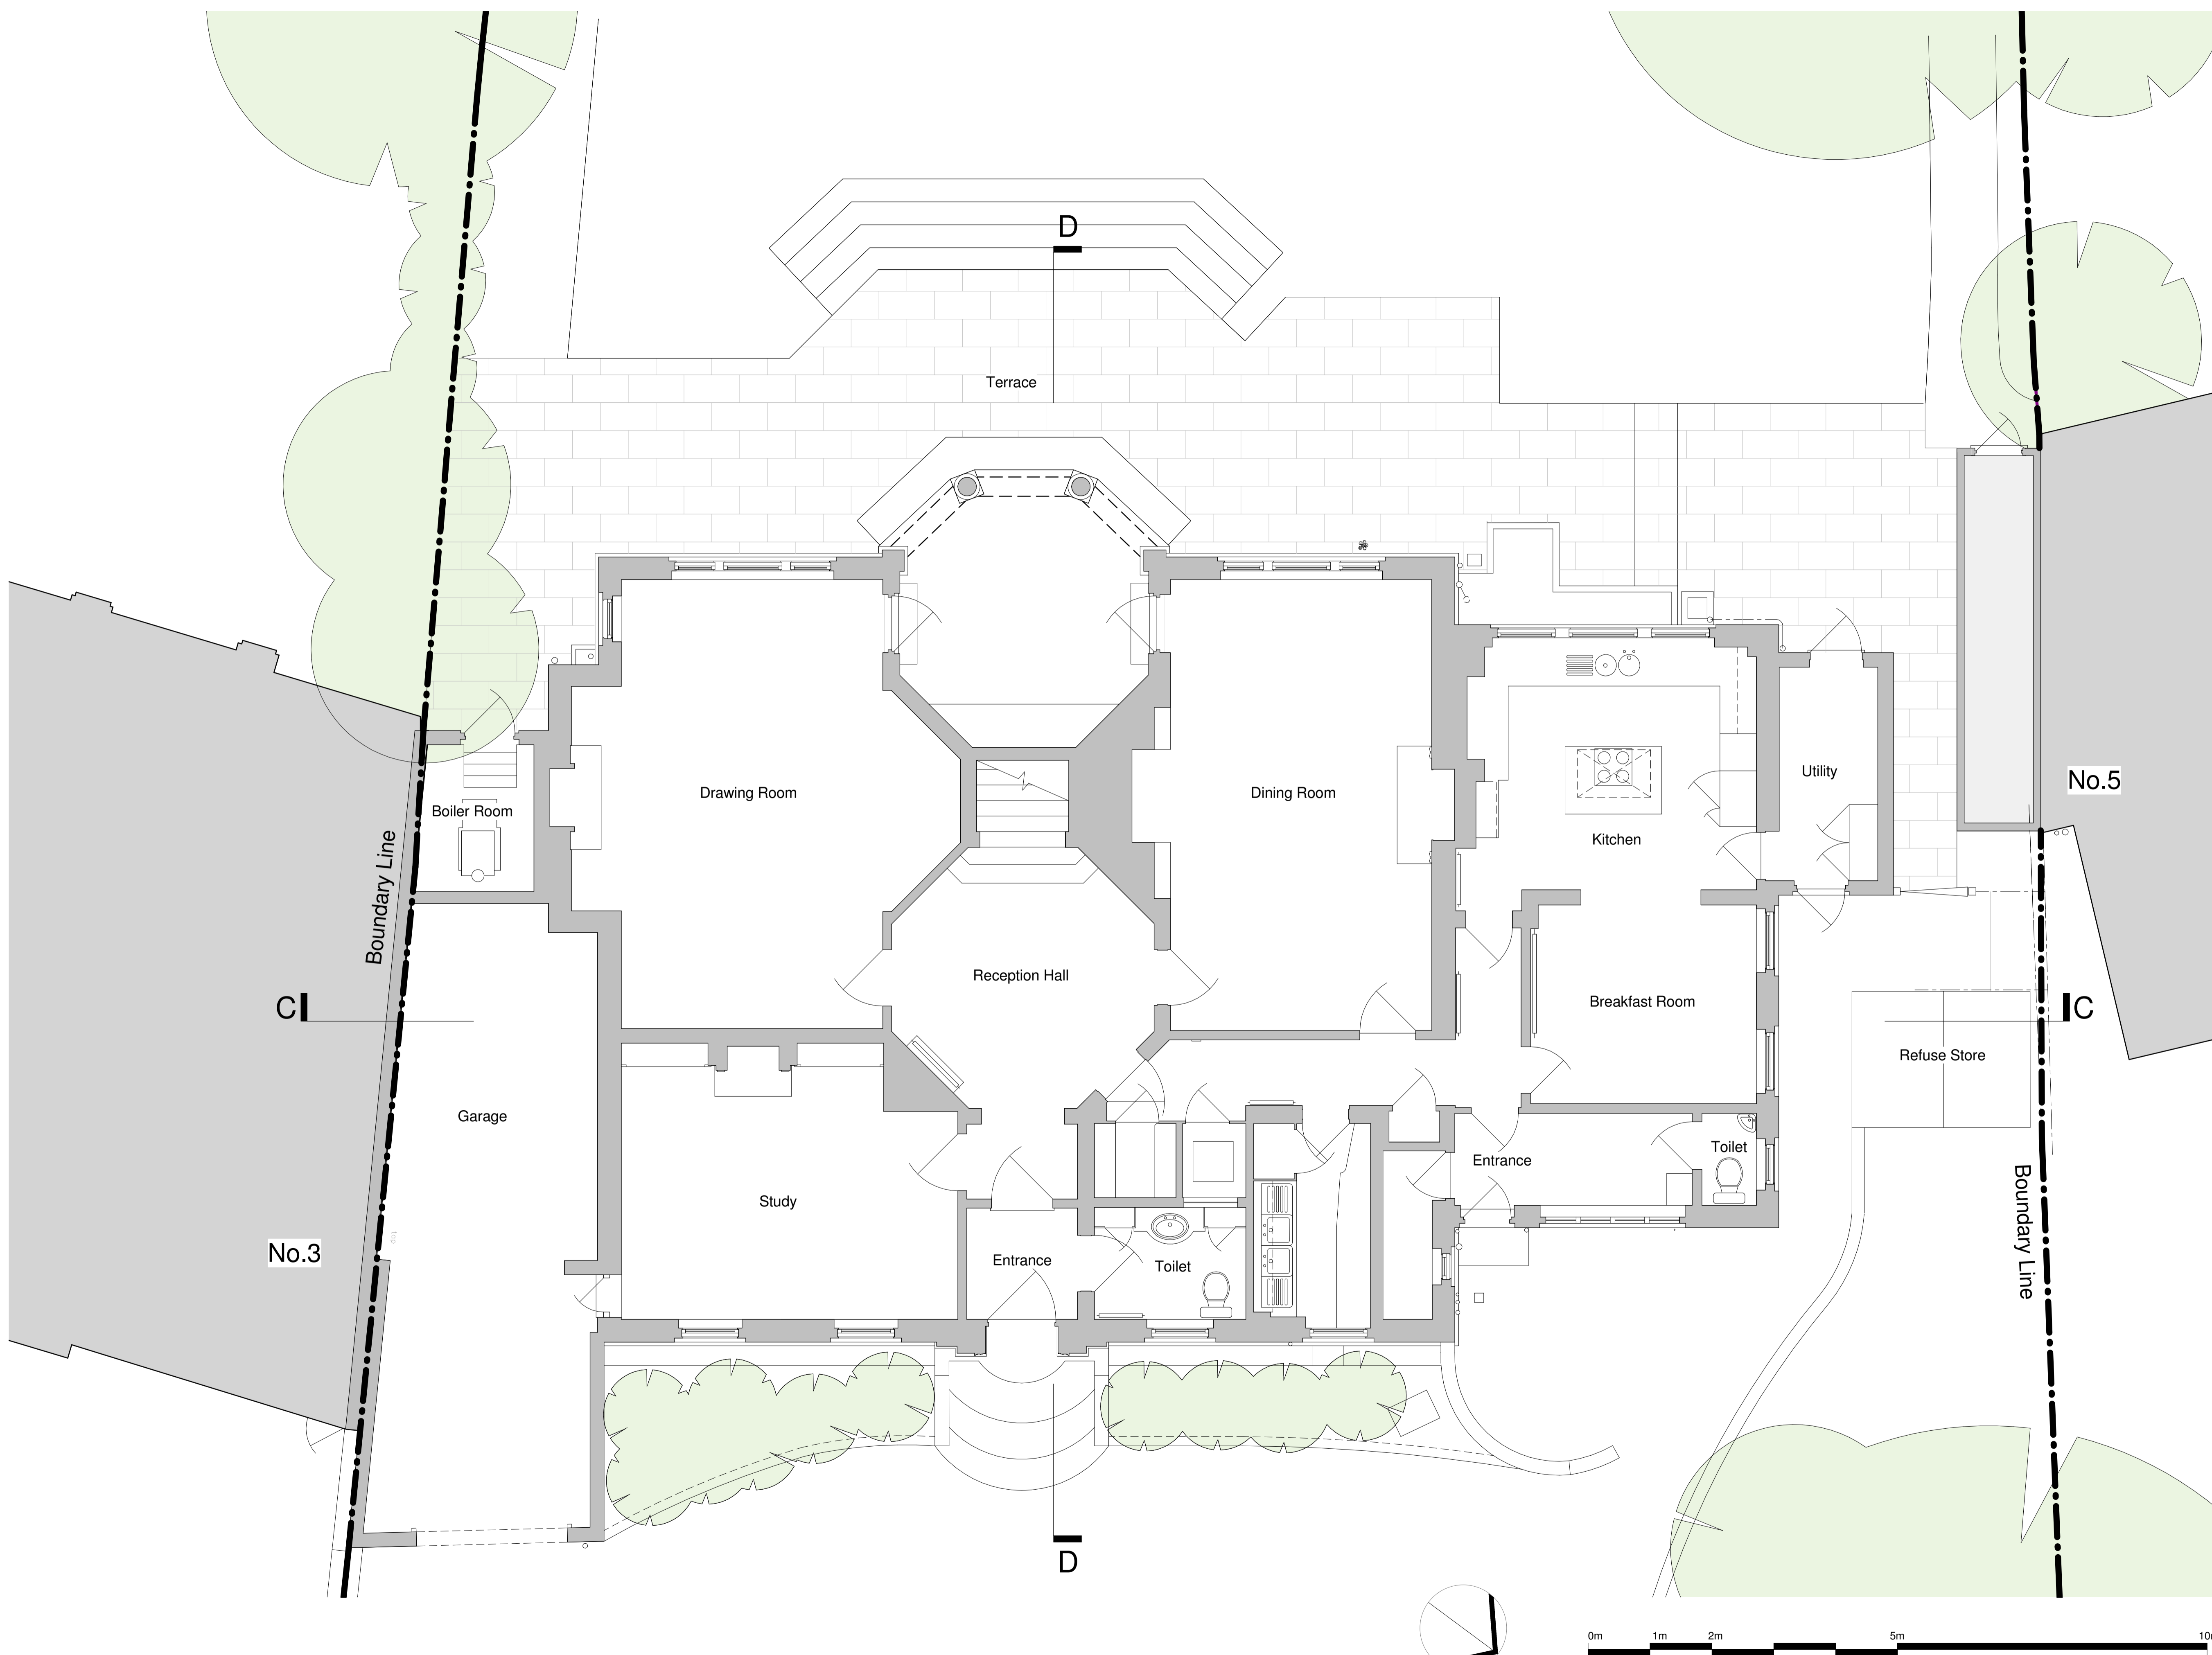 D
Terrace
Drawing Room
Dining Room
Utility
No.5
Boiler Room
Kitchen
Boundary Line
Reception Hall
Breakfast Room
C
C
Refuse Store
Garage
Toilet
Entrance
Study
Boundary Line
tap
No.3
Entrance
Toilet
D
0m 1m 2m 5m